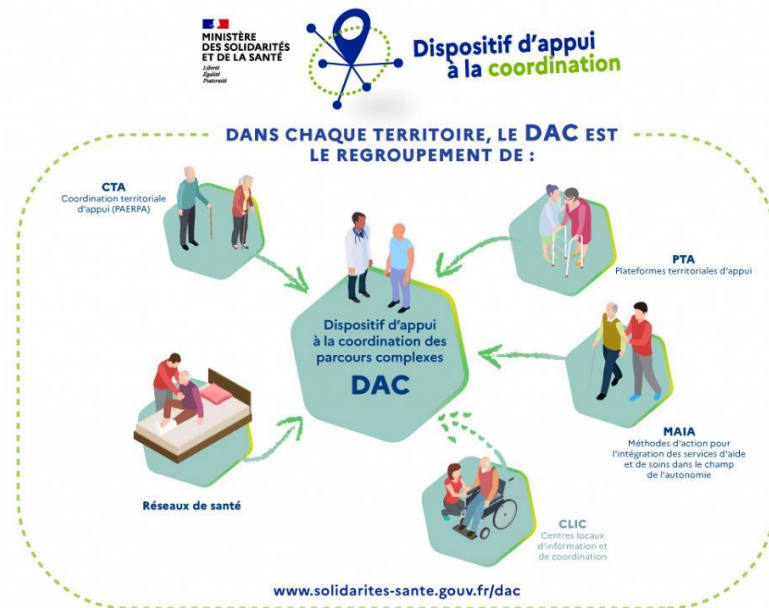 MINISTÈRE
DES SOLIDARITÉS
ET DE LA SANTÉ
Liberté
Égalité
Fraternité
Dispositif d'appui
à la coordination
DANS CHAQUE TERRITOIRE, LE DAC EST
LE REGROUPEMENT DE :
CTA
Coordination territoriale
d'appui (PAERPA)
PTA
Plateformes territoriales d'appui
Dispositif d'appui
à la coordination des
parcours complexes
DAC
MAIA
Méthodes d'action pour
l'intégration des services d'aide
et de soins dans le champ
de l'autonomie
Réseaux de santé
CLIC
Centres locaux
d'information et
de coordination
www.solidarites-sante.gouv.fr/dac